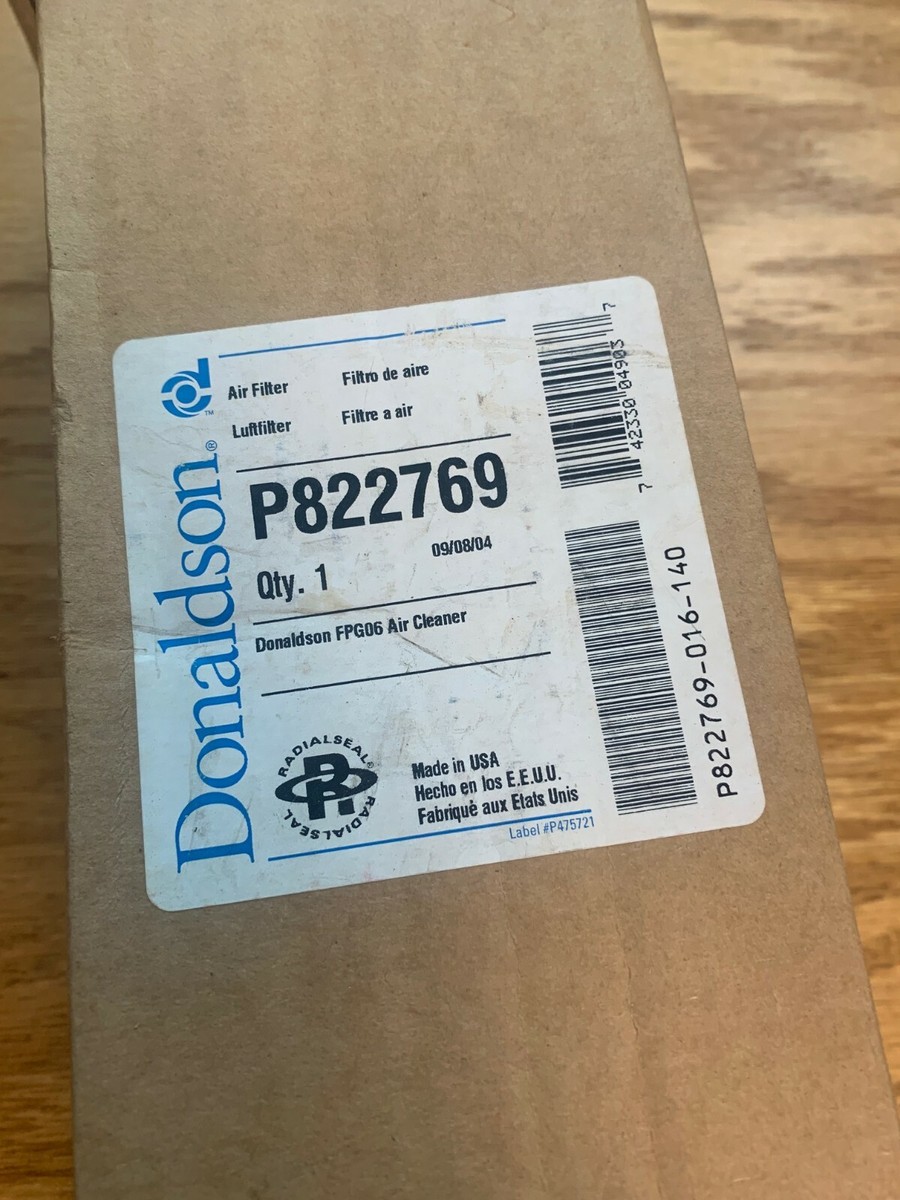 Donaldson®
™
Air Filter Filtro de aire
Luftfilter Filtre a air
P822769
09/08/04
Qty. 1
Donaldson FPG06 Air Cleaner
RADIALSEAL®
RADIALSEAL
Made in USA
Hecho en los E.E.U.U.
Fabriquè aux Etats Unis
Label #P475721
7 42330 04903 7
P822769-016-140